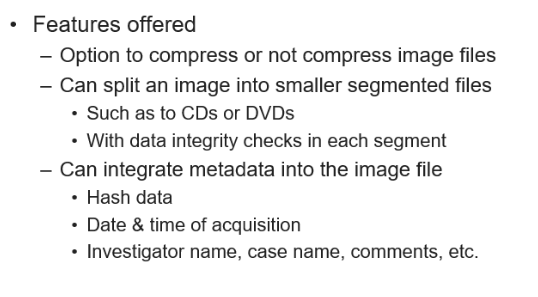 • Features offered
– Option to compress or not compress image files
– Can split an image into smaller segmented files
• Such as to CDs or DVDs
• With data integrity checks in each segment
– Can integrate metadata into the image file
• Hash data
• Date & time of acquisition
• Investigator name, case name, comments, etc.